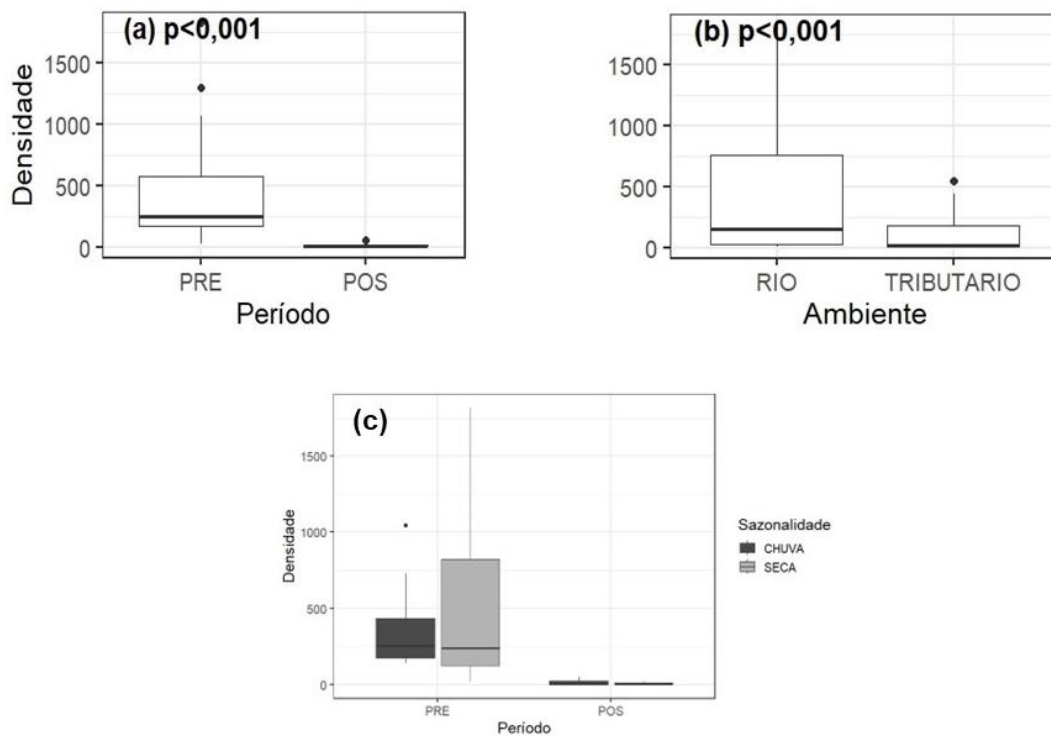 (a) p<0,001
Densidade
1500
1000
500
0
PRE
POS
Período
(b) p<0,001
1500
1000
500
0
RIO
TRIBUTARIO
Ambiente
(c)
Densidade
1500
1000
500
0
PRE
POS
Período
Sazonalidade
CHUVA
SECA